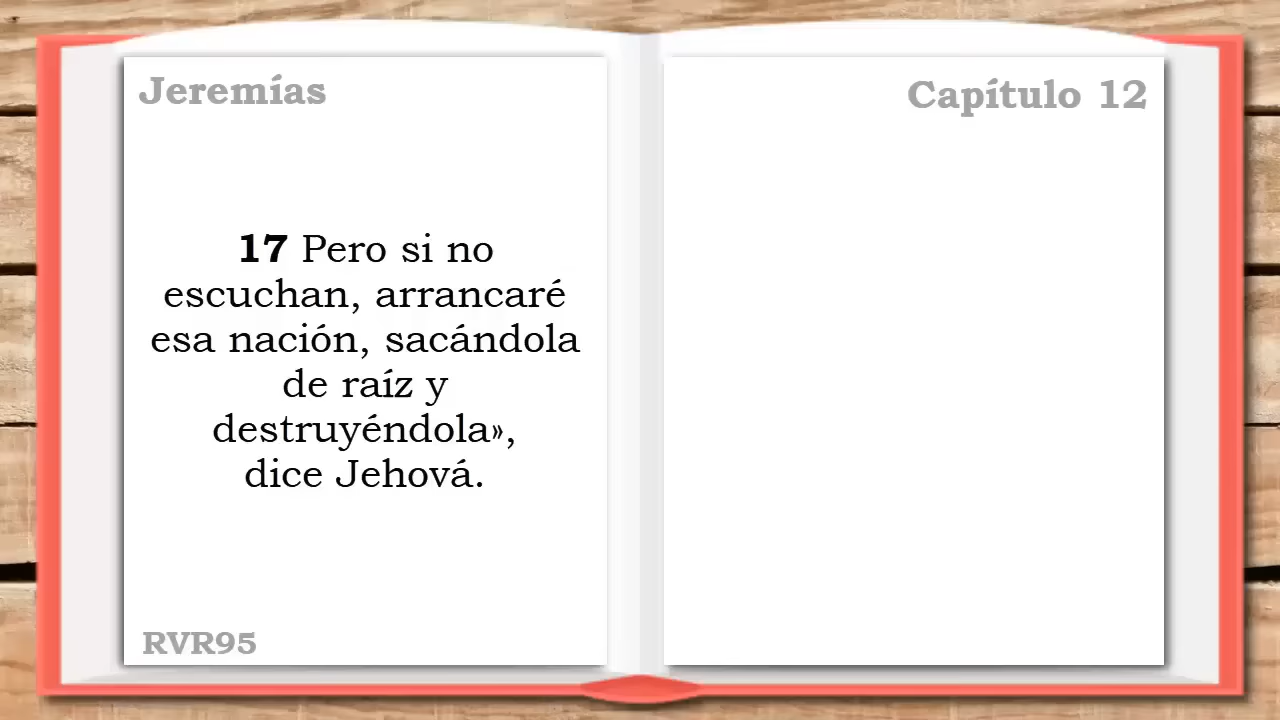 Jeremías
Capítulo 12
17 Pero si no
escuchan, arrancaré
esa nación, sacándola
de raíz y
destruyéndola»,
dice Jehová.
RVR95